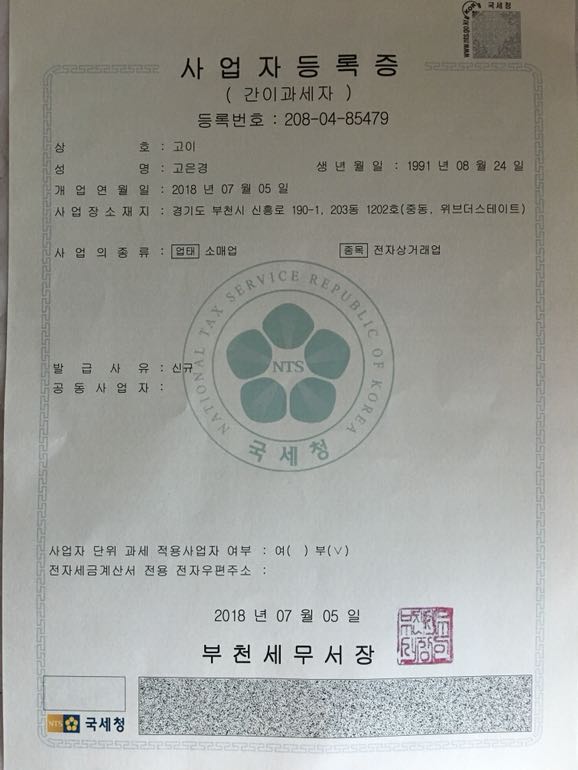 국세청
www.nts.go.kr
사업자등록증
( 간이과세자 )
등록번호 : 208-04-85479
상 호 : 고이
성 명 : 고은경 생년월일 : 1991 년 08 월 24 일
개업연월일 : 2018 년 07 월 05 일
사업장소재지 : 경기도 부천시 신흥로 190-1, 203동 1202호(중동, 위브더스테이트)
사업의종류 : 업태 소매업 종목 전자상거래업
NATIONAL TAX SERVICE REPUBLIC OF KOREA
NTS
국세청
발급사유 : 신규
공동사업자 :
사업자 단위 과세 적용사업자 여부 : 여( ) 부(∨)
전자세금계산서 전용 전자우편주소 :
2018 년 07 월 05 일
부천세무서장
NTS 국세청